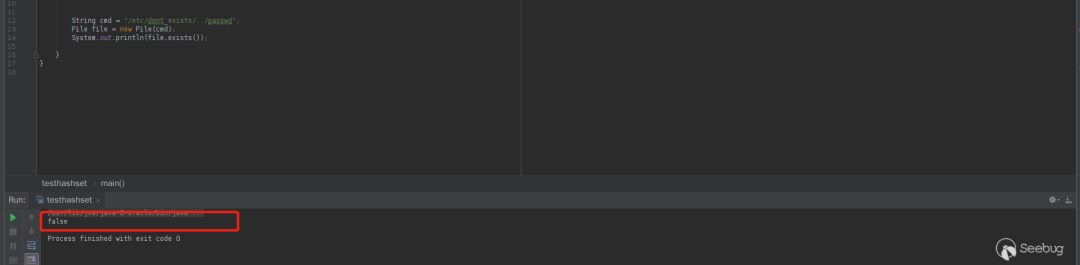 10
11
12 String cmd = "/etc/dont_exists/../passwd";
13 File file = new File(cmd);
14 System.out.println(file.exists());
15
16 }
17 }
18
testhashset › main()
Run: testhashset ×
false
Process finished with exit code 0
Seebug